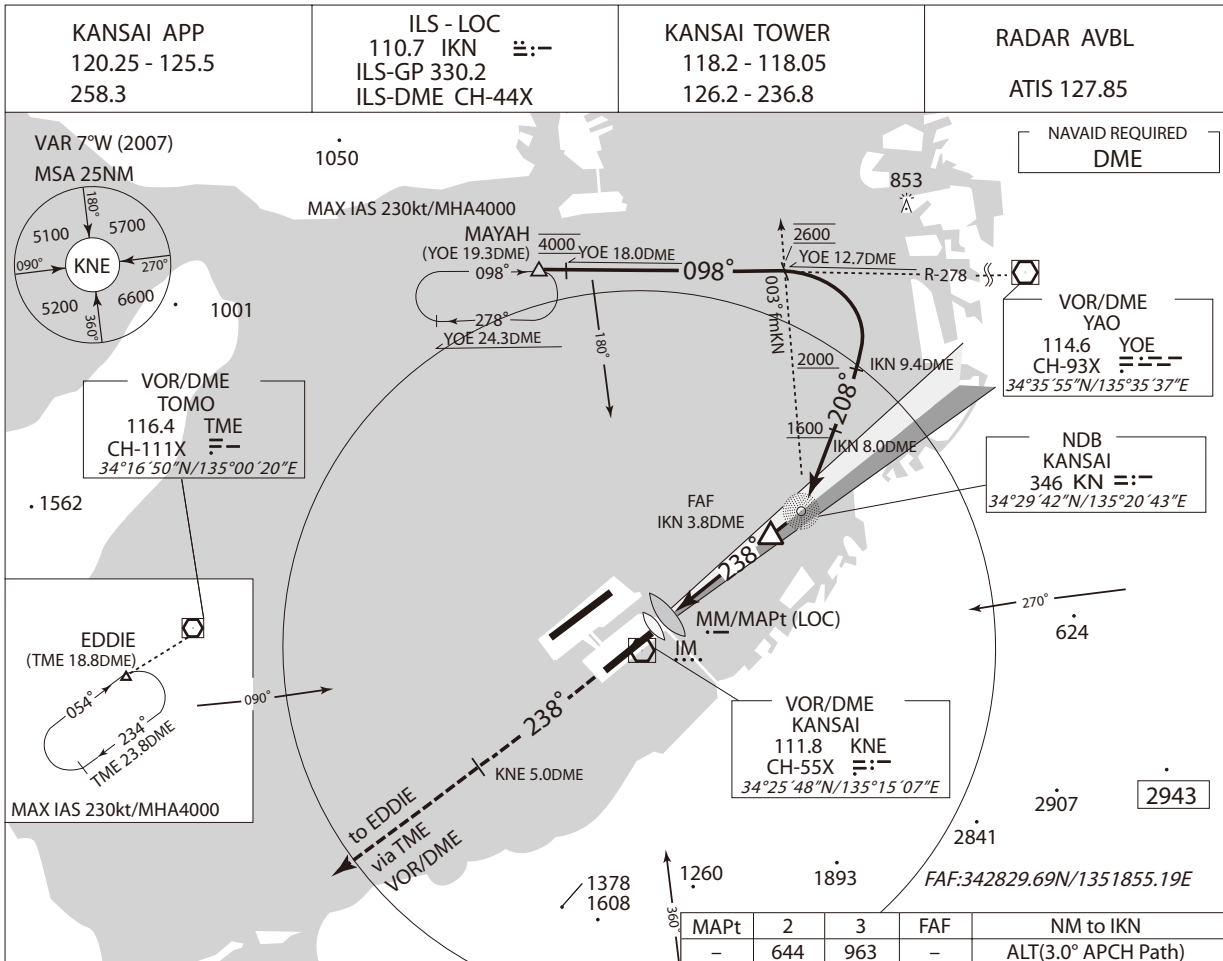 KANSAI APP
120.25 - 125.5
258.3
ILS - LOC
110.7 IKN
ILS-GP 330.2
ILS-DME CH-44X
KANSAI TOWER
118.2 - 118.05
126.2 - 236.8
RADAR AVBL
ATIS 127.85
VAR 7°W (2007)
MSA 25NM
180°
5100
5700
090°
KNE
270°
5200
6600
360°
1050
NAVAID REQUIRED
DME
853
MAX IAS 230kt/MHA4000
MAYAH
(YOE 19.3DME)
4000
YOE 18.0DME
098°
278°
YOE 24.3DME
098°
2600
YOE 12.7DME
R-278
003° fmKN
180°
1001
VOR/DME
YAO
114.6 YOE
CH-93X
34°35´55″N/135°35´37″E
2000
IKN 9.4DME
208°
1600
IKN 8.0DME
VOR/DME
TOMO
116.4 TME
CH-111X
34°16´50″N/135°00´20″E
NDB
KANSAI
346 KN
34°29´42″N/135°20´43″E
1562
FAF
IKN 3.8DME
238°
MM/MAPt (LOC)
IM
270°
624
EDDIE
(TME 18.8DME)
054°
234°
TME 23.8DME
MAX IAS 230kt/MHA4000
090°
238°
KNE 5.0DME
VOR/DME
KANSAI
111.8 KNE
CH-55X
34°25´48″N/135°15´07″E
to EDDIE
via TME
VOR/DME
2907
2943
2841
1378
1608
1260
1893
360°
FAF:342829.69N/1351855.19E
MAPt 2 3 FAF NM to IKN
– 644 963 – ALT(3.0° APCH Path)